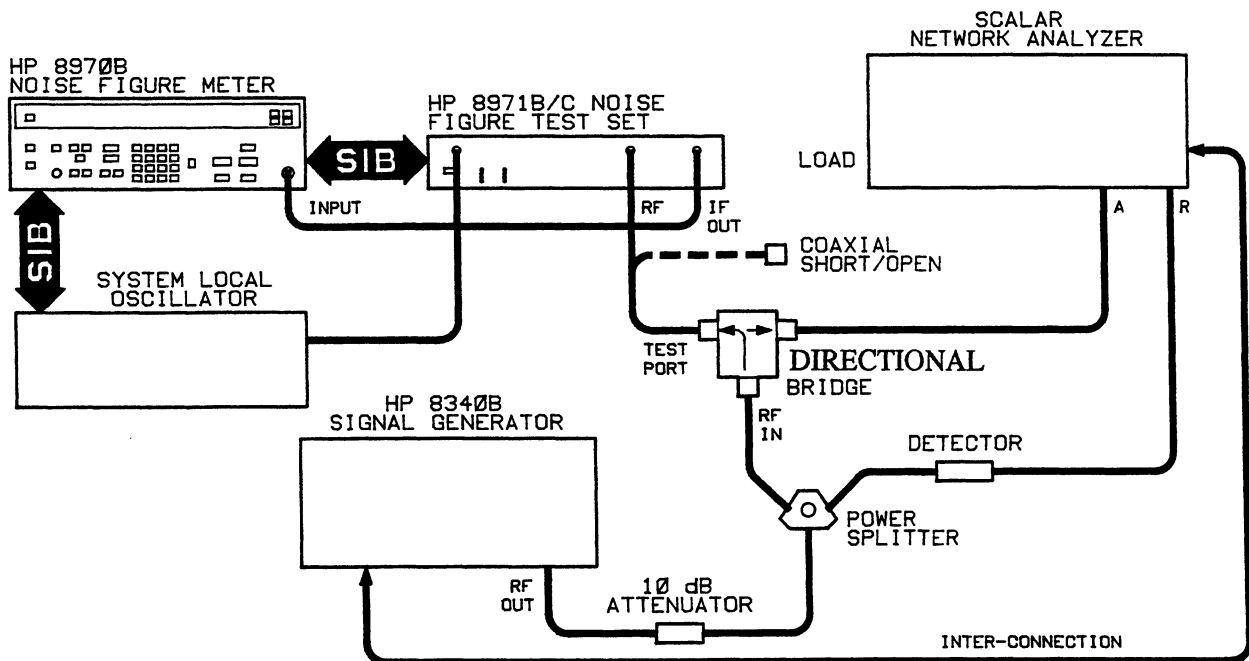 SCALAR
NETWORK ANALYZER
HP 8970B
NOISE FIGURE METER
HP 8971B/C NOISE
FIGURE TEST SET
SIB
LOAD
INPUT
RF
IF
OUT
A
R
SIB
COAXIAL
SHORT/OPEN
SYSTEM LOCAL
OSCILLATOR
TEST
PORT
DIRECTIONAL
BRIDGE
HP 8340B
SIGNAL GENERATOR
RF
IN
DETECTOR
POWER
SPLITTER
RF
OUT
10 dB
ATTENUATOR
INTER-CONNECTION